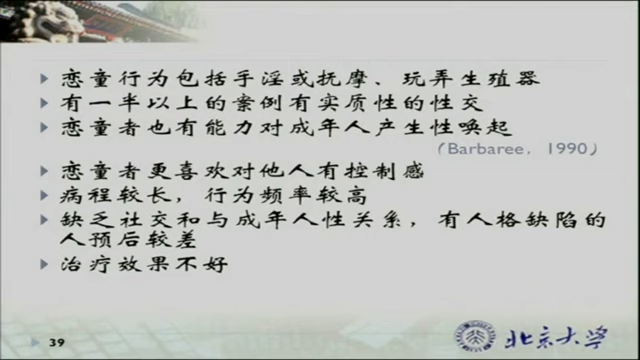 恋童行为包括手淫或抚摩、玩弄生殖器
有一半以上的案例有实质性的性交
恋童者也有能力对成年人产生性唤起
(Barbaree, 1990)
恋童者更喜欢对他人有控制感
病程较长，行为频率较高
缺乏社交和与成年人性关系，有人格缺陷的
人预后较差
治疗效果不好
39
北京大学